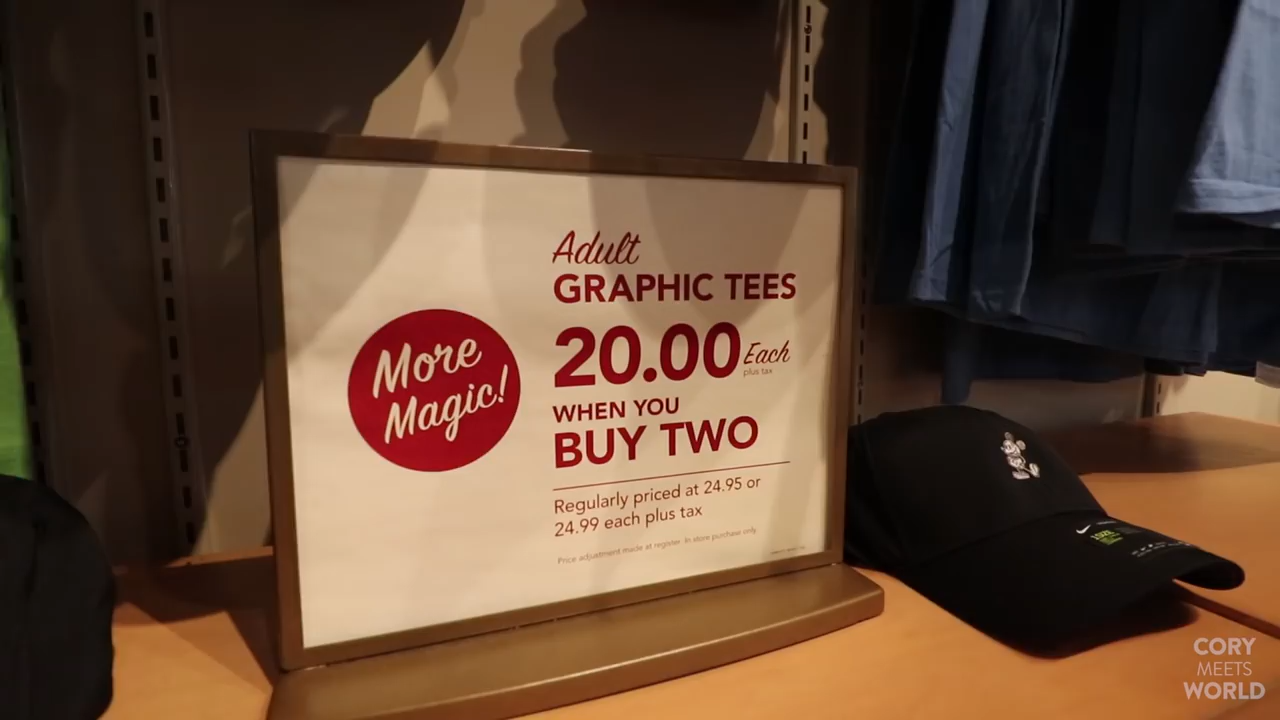 More
Magic!
Adult
GRAPHIC TEES
20.00 Each
plus tax
WHEN YOU
BUY TWO
Regularly priced at 24.95 or
24.99 each plus tax
Price adjustment made at register. In store purchase only.
CORY
MEETS
WORLD